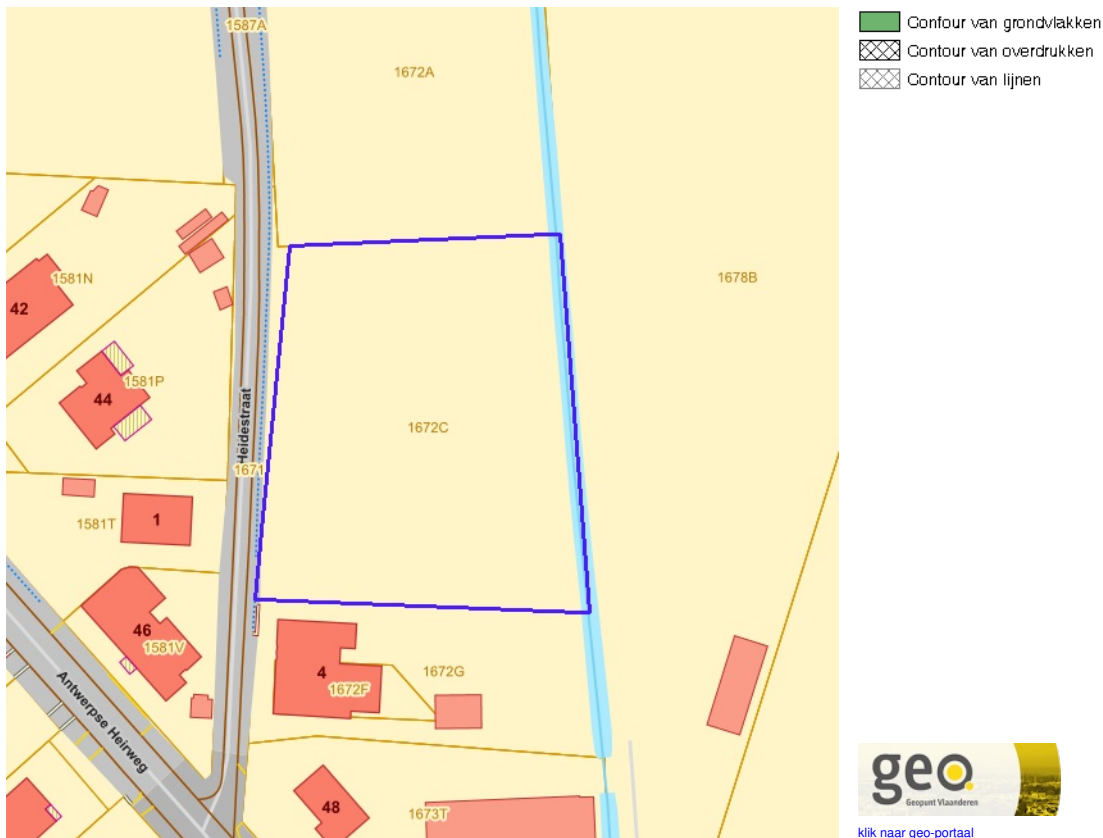 1587A
1672A
1581N
42
1678B
1581P
44
Heidestraat
1672C
1671
1581T
1
46
1581V
Antwerpse Heirweg
4
1672F
1672G
48
1673T
Contour van grondvlakken
Contour van overdrukken
Contour van lijnen
geo.
Geopunt Vlaanderen
klik naar geo-portaal